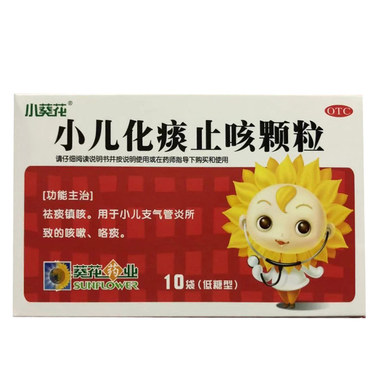 小葵花
OTC
小儿化痰止咳颗粒
请仔细阅读说明书并按说明使用或在药师指导下购买和使用
[功能主治]
祛痰镇咳。用于小儿支气管炎所
致的咳嗽、咯痰。
葵花药业
SUNFLOWER
10袋(低糖型)